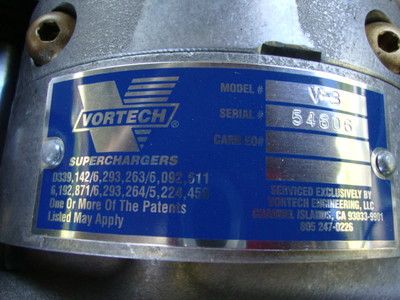 VORTECH®
SUPERCHARGERS
D339,142/6,293,263/6,092,511
6,192,871/6,293,264/5,224,459
One or More Of The Patents
Listed May Apply
MODEL # V-3
SERIAL #
CARB EO#
SERVICED EXCLUSIVELY BY
VORTECH ENGINEERING, LLC
CHANNEL ISLANDS, CA 93033-9901
805 247-0226